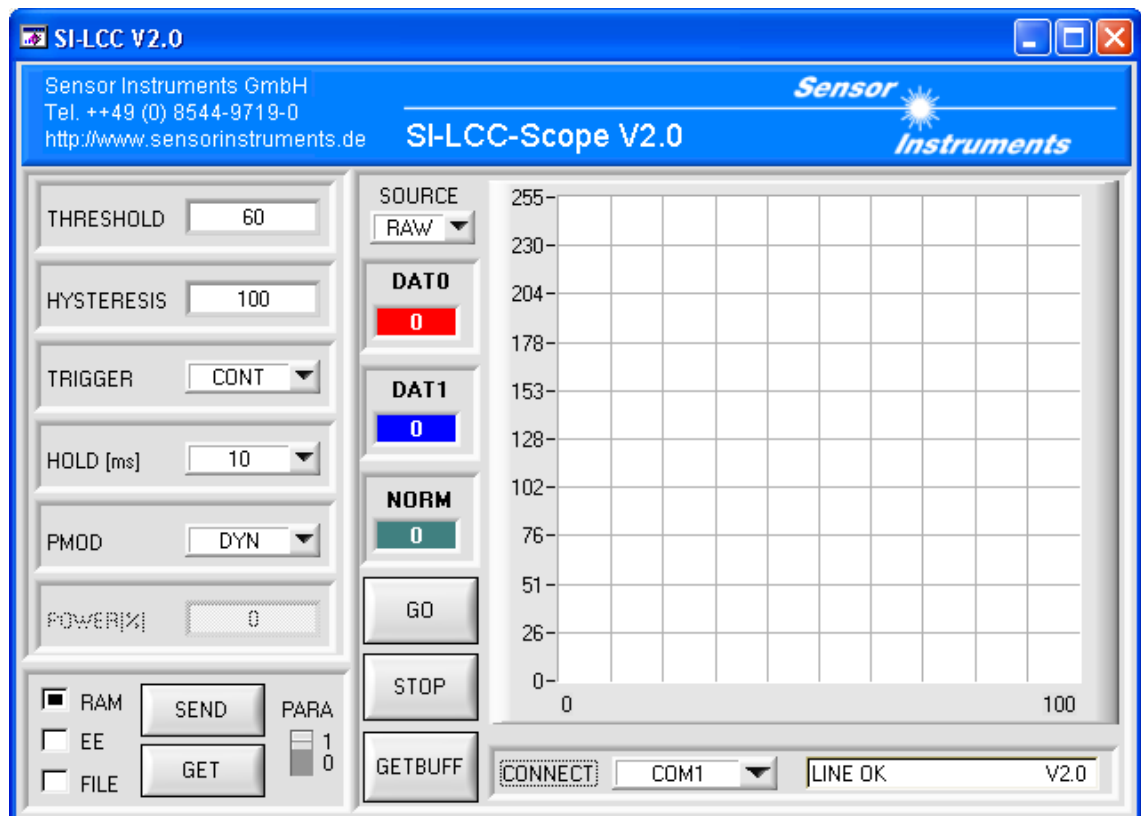 SI-LCC V2.0
Sensor Instruments GmbH
Tel. ++49 (0) 8544-9719-0
http://www.sensorinstruments.de
SI-LCC-Scope V2.0
Sensor
Instruments
THRESHOLD 60
HYSTERESIS 100
TRIGGER CONT
HOLD [ms] 10
PMOD DYN
POWER[%] 0
RAM
EE
FILE
SEND
GET
PARA
1
0
SOURCE
RAW
DAT0
0
DAT1
0
NORM
0
GO
STOP
GETBUFF
255
230
204
178
153
128
102
76
51
26
0
0 100
CONNECT COM1 LINE OK V2.0